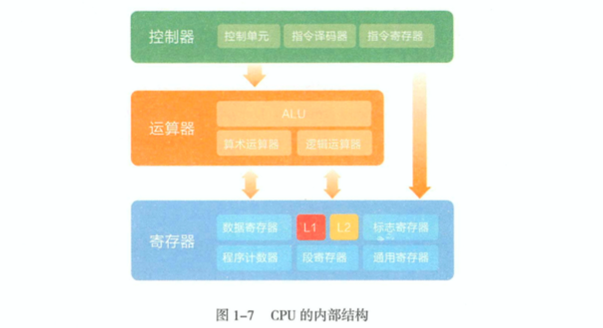 控制器 控制单元 指令译码器 指令寄存器
运算器 ALU
算术运算器 逻辑运算器
数据寄存器 L1 L2 标志寄存器
寄存器
程序计数器 段寄存器 通用寄存器
图 1-7 CPU 的内部结构